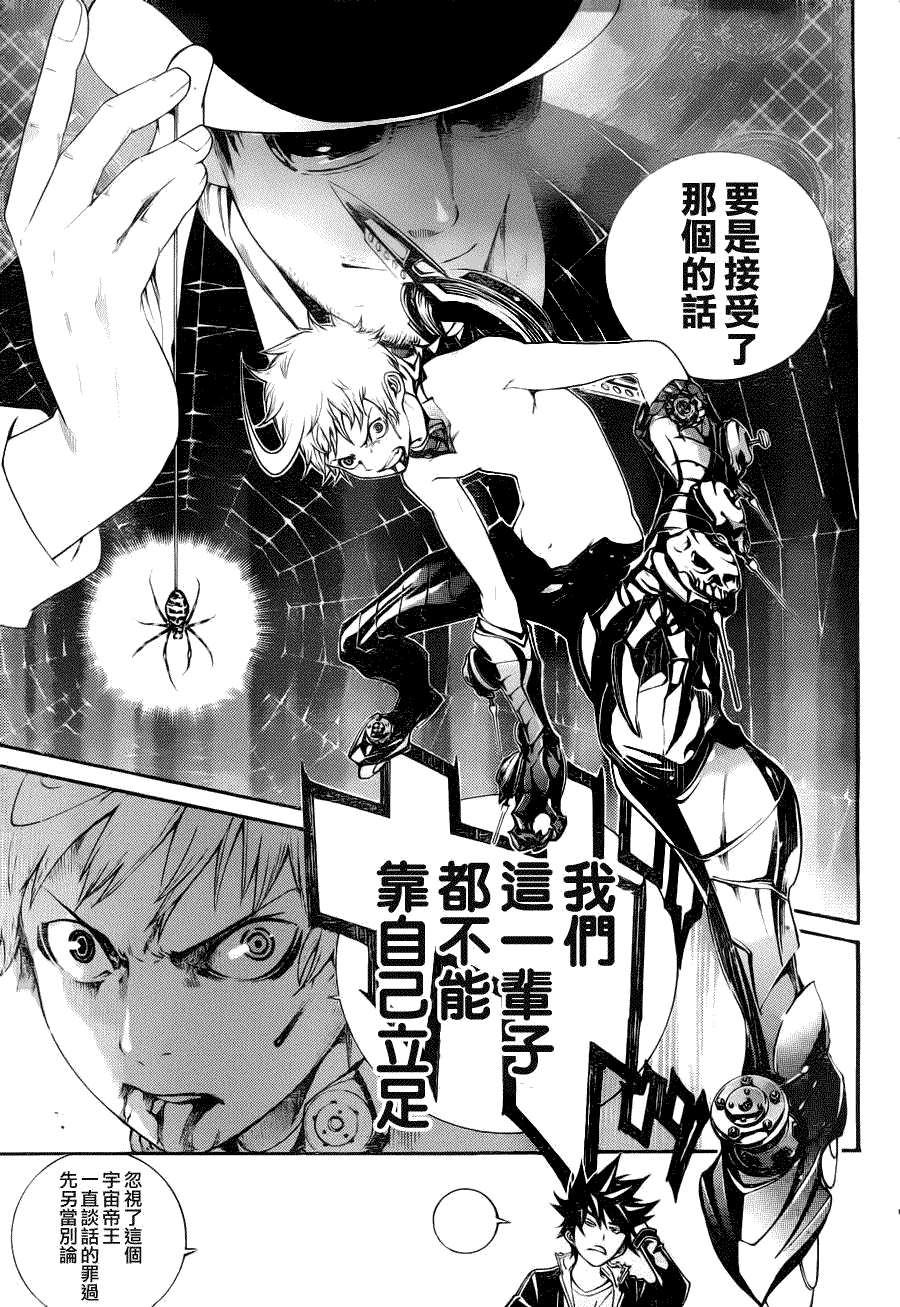 要是接受了
那個的話
我們
這一輩子
都不能
靠自己立足
忽視了這個
宇宙帝王
一直談話的罪過
先另當別論